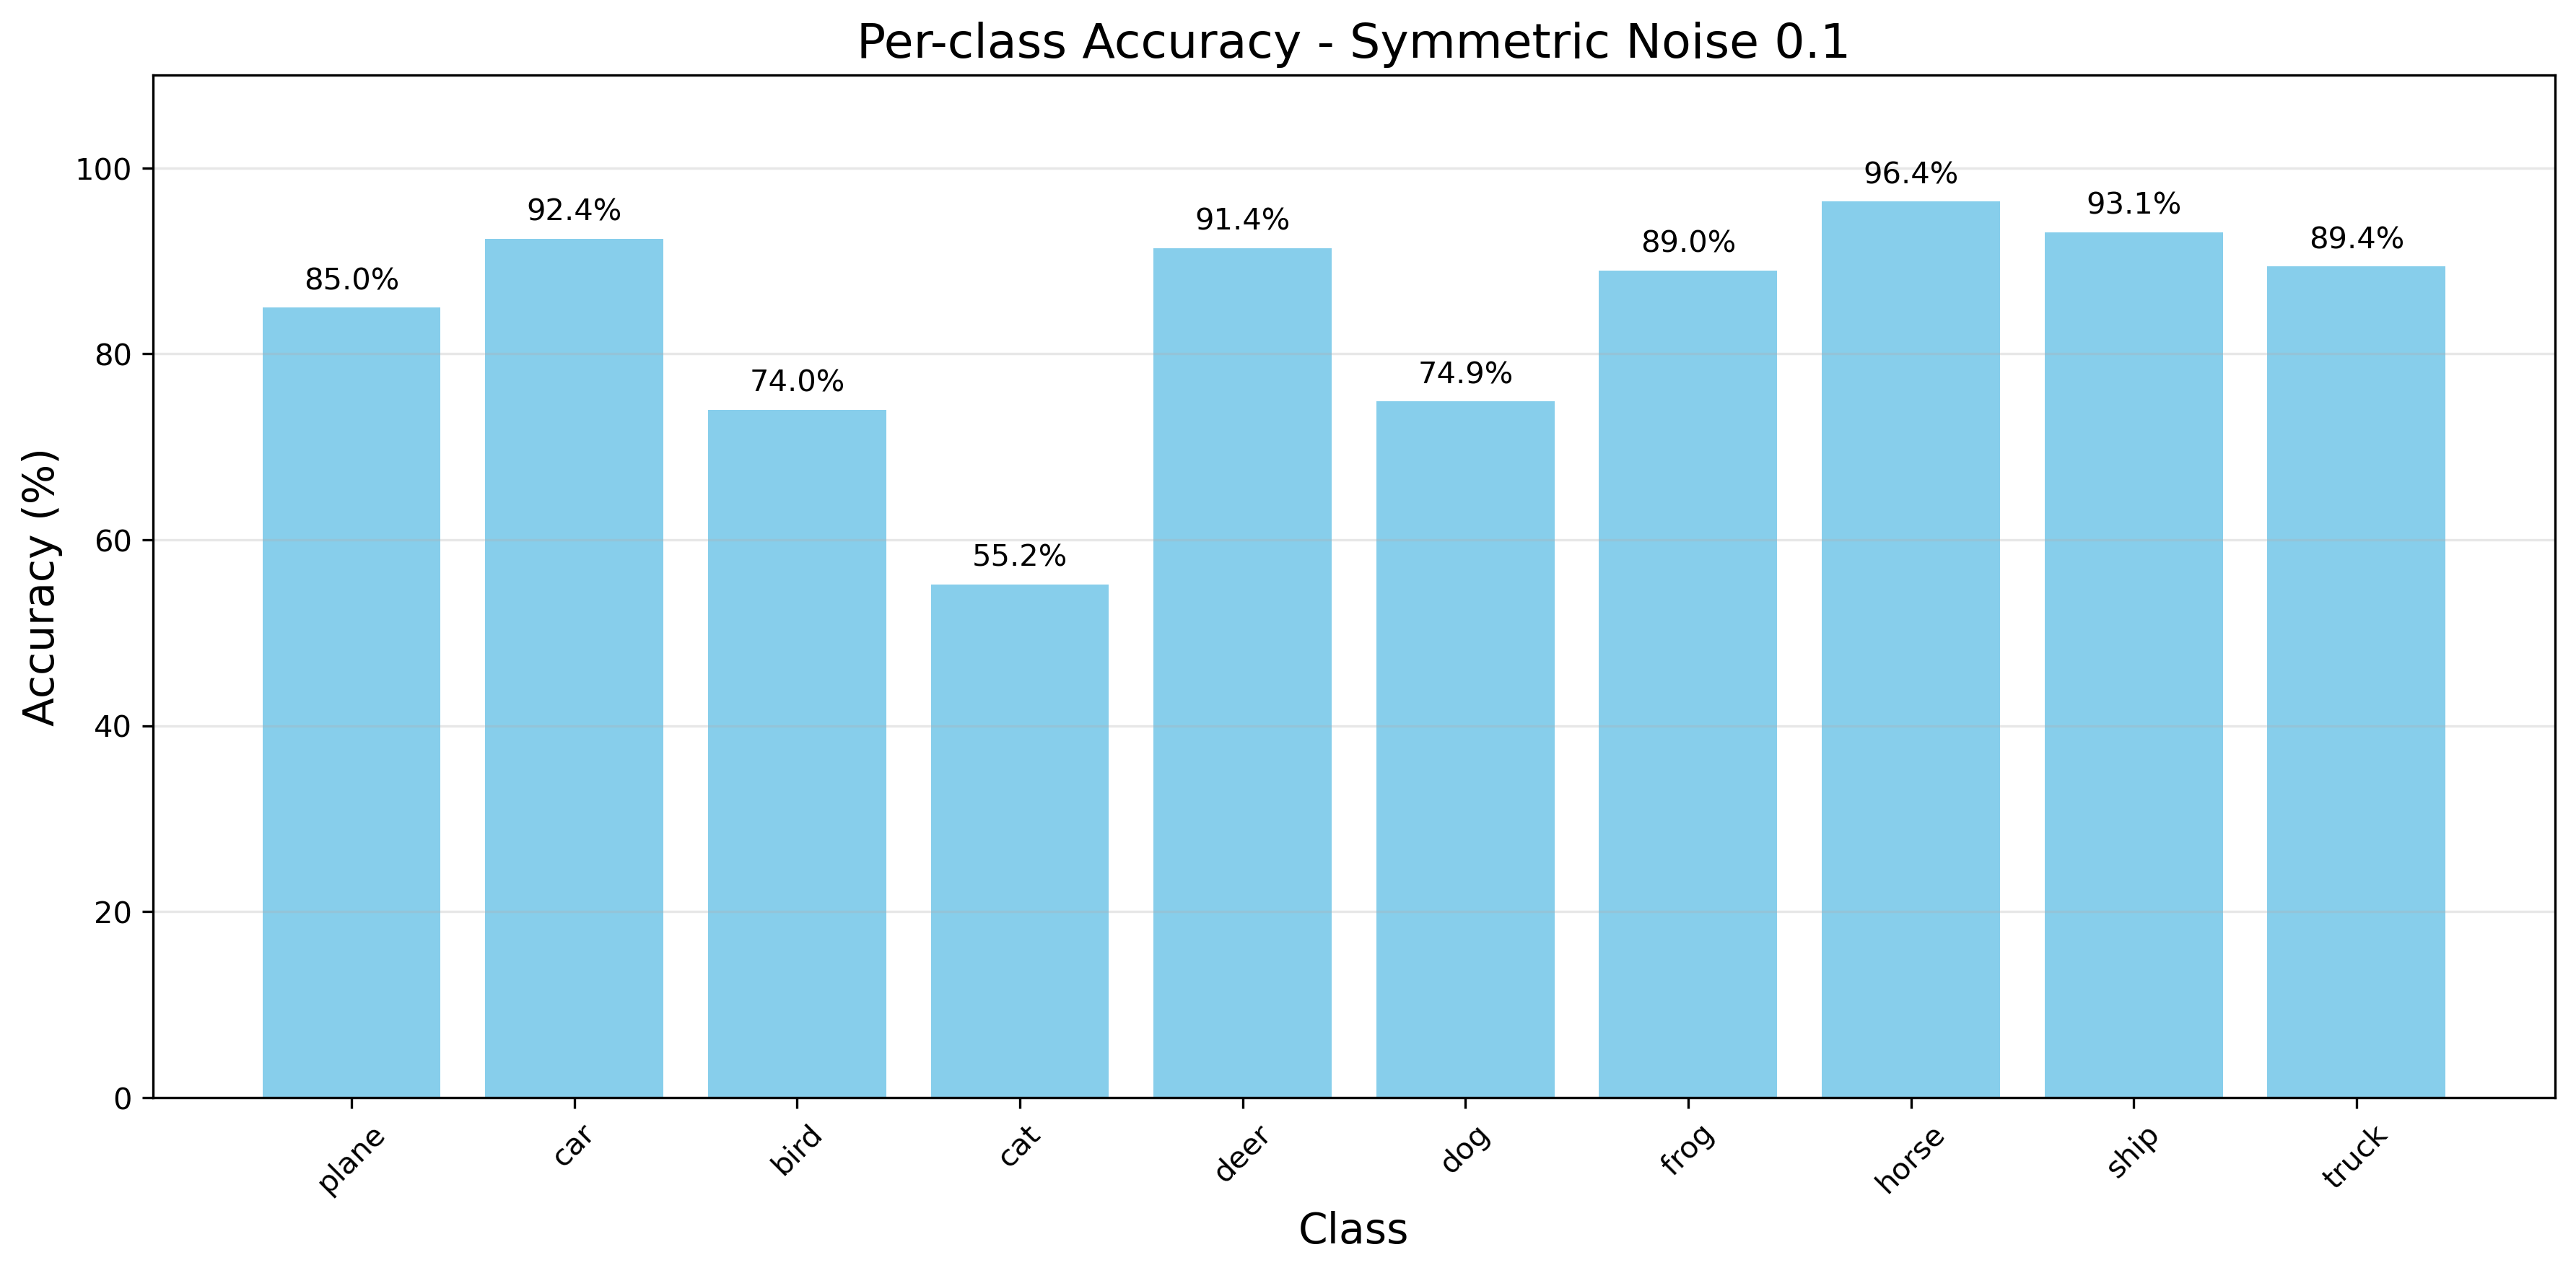 Per-class Accuracy - Symmetric Noise 0.1
Accuracy (%)
100
80
60
40
20
0
85.0%
92.4%
74.0%
55.2%
91.4%
74.9%
89.0%
96.4%
93.1%
89.4%
plane
car
bird
cat
deer
dog
frog
horse
ship
truck
Class